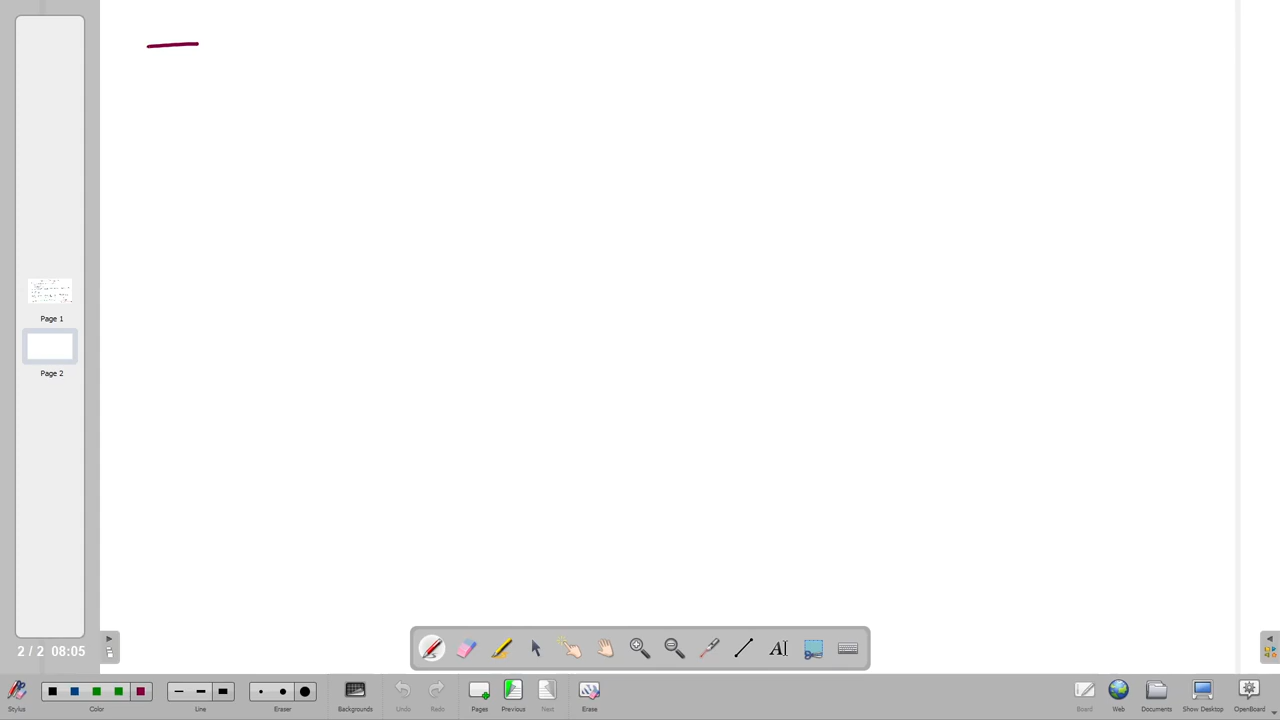 Page 1
Page 2
2 / 2 08:05
Stylus
Color
Line
Eraser
Backgrounds
Undo
Redo
Pages
Previous
Next
Erase
Board
Web
Documents
Show Desktop
OpenBoard